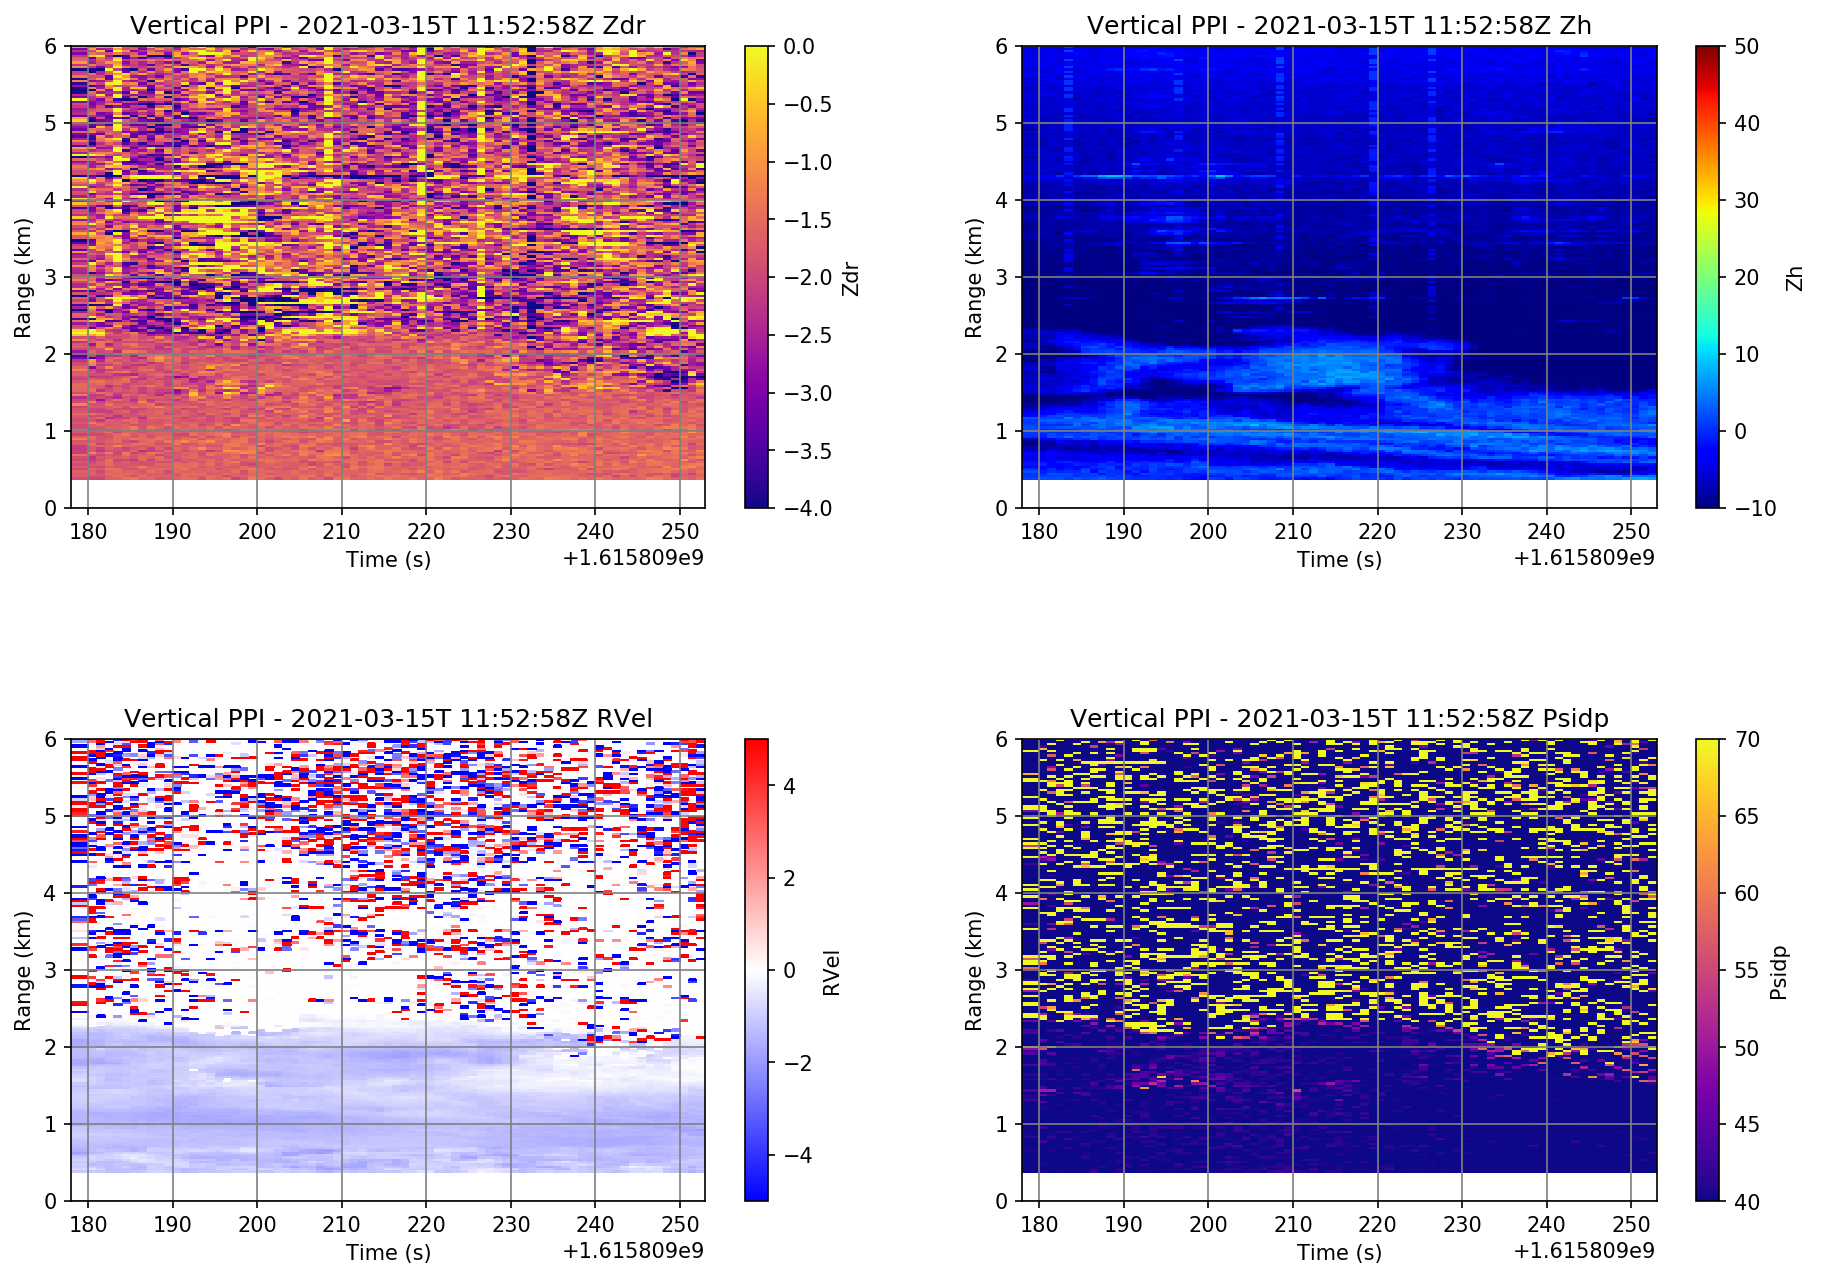 Vertical PPI - 2021-03-15T 11:52:58Z Zdr
6
5
4
3
2
1
0
Range (km)
180 190 200 210 220 230 240 250
Time (s)
+1.615809e9
0.0
−0.5
−1.0
−1.5
−2.0
−2.5
−3.0
−3.5
−4.0
Zdr
Vertical PPI - 2021-03-15T 11:52:58Z Zh
6
5
4
3
2
1
0
Range (km)
180 190 200 210 220 230 240 250
Time (s)
+1.615809e9
50
40
30
20
10
0
−10
Zh
Vertical PPI - 2021-03-15T 11:52:58Z RVel
6
5
4
3
2
1
0
Range (km)
180 190 200 210 220 230 240 250
Time (s)
+1.615809e9
4
2
0
−2
−4
RVel
Vertical PPI - 2021-03-15T 11:52:58Z Psidp
6
5
4
3
2
1
0
Range (km)
180 190 200 210 220 230 240 250
Time (s)
+1.615809e9
70
65
60
55
50
45
40
Psidp